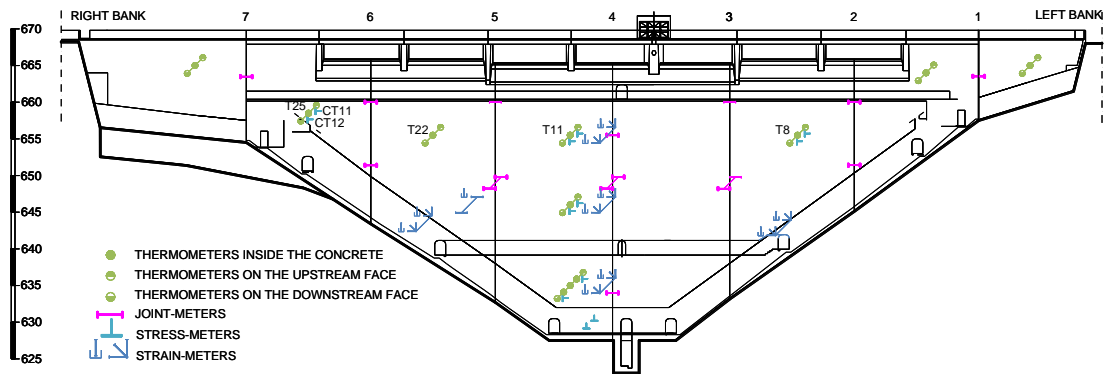 RIGHT BANK 7 6 5 4 3 2 1 LEFT BANK
670
665
660
T25 CT11
CT12
T22 T11 T8
655
650
645
640
THERMOMETERS INSIDE THE CONCRETE
THERMOMETERS ON THE UPSTREAM FACE
635
THERMOMETERS ON THE DOWNSTREAM FACE
JOINT-METERS
630
STRESS-METERS
STRAIN-METERS
625